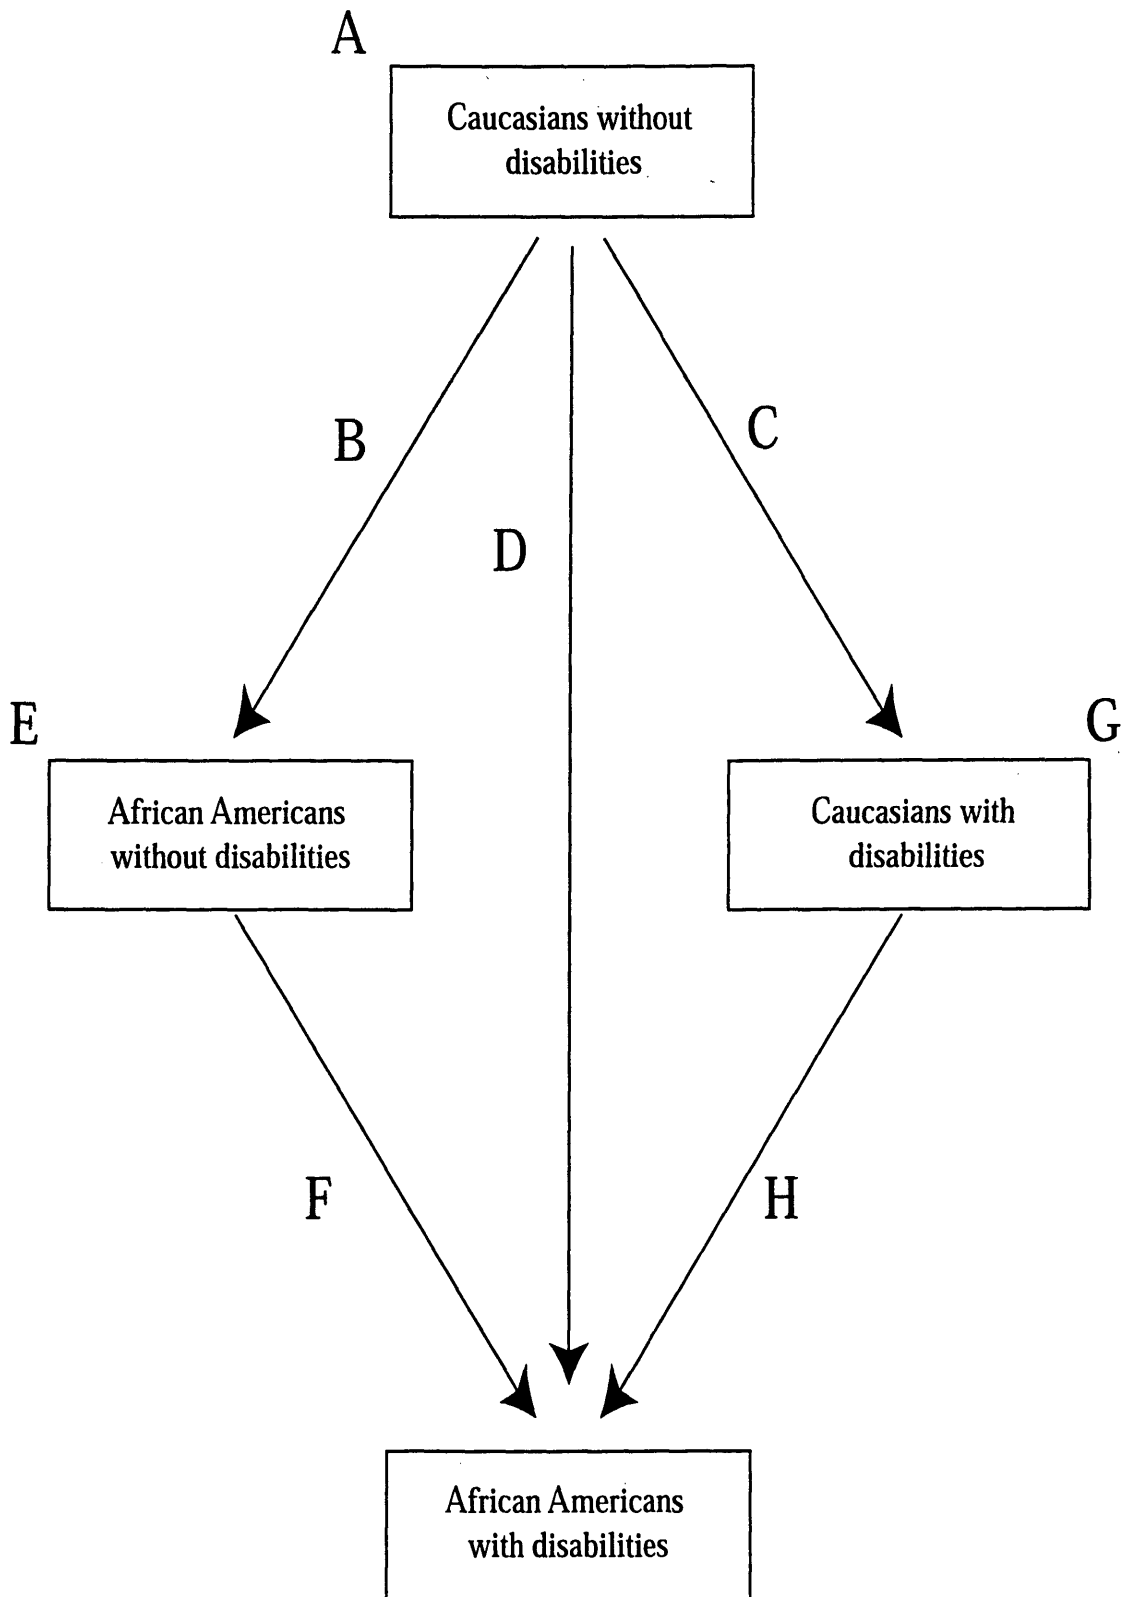 A
Caucasians without
disabilities
B
C
D
E
G
African Americans
without disabilities
Caucasians with
disabilities
F
H
African Americans
with disabilities